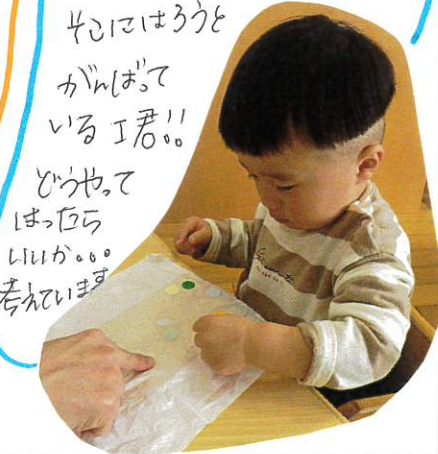 そこにはろうと
がんばって
いるI君!!
どうやって
はったら
いいか。。。
考えています